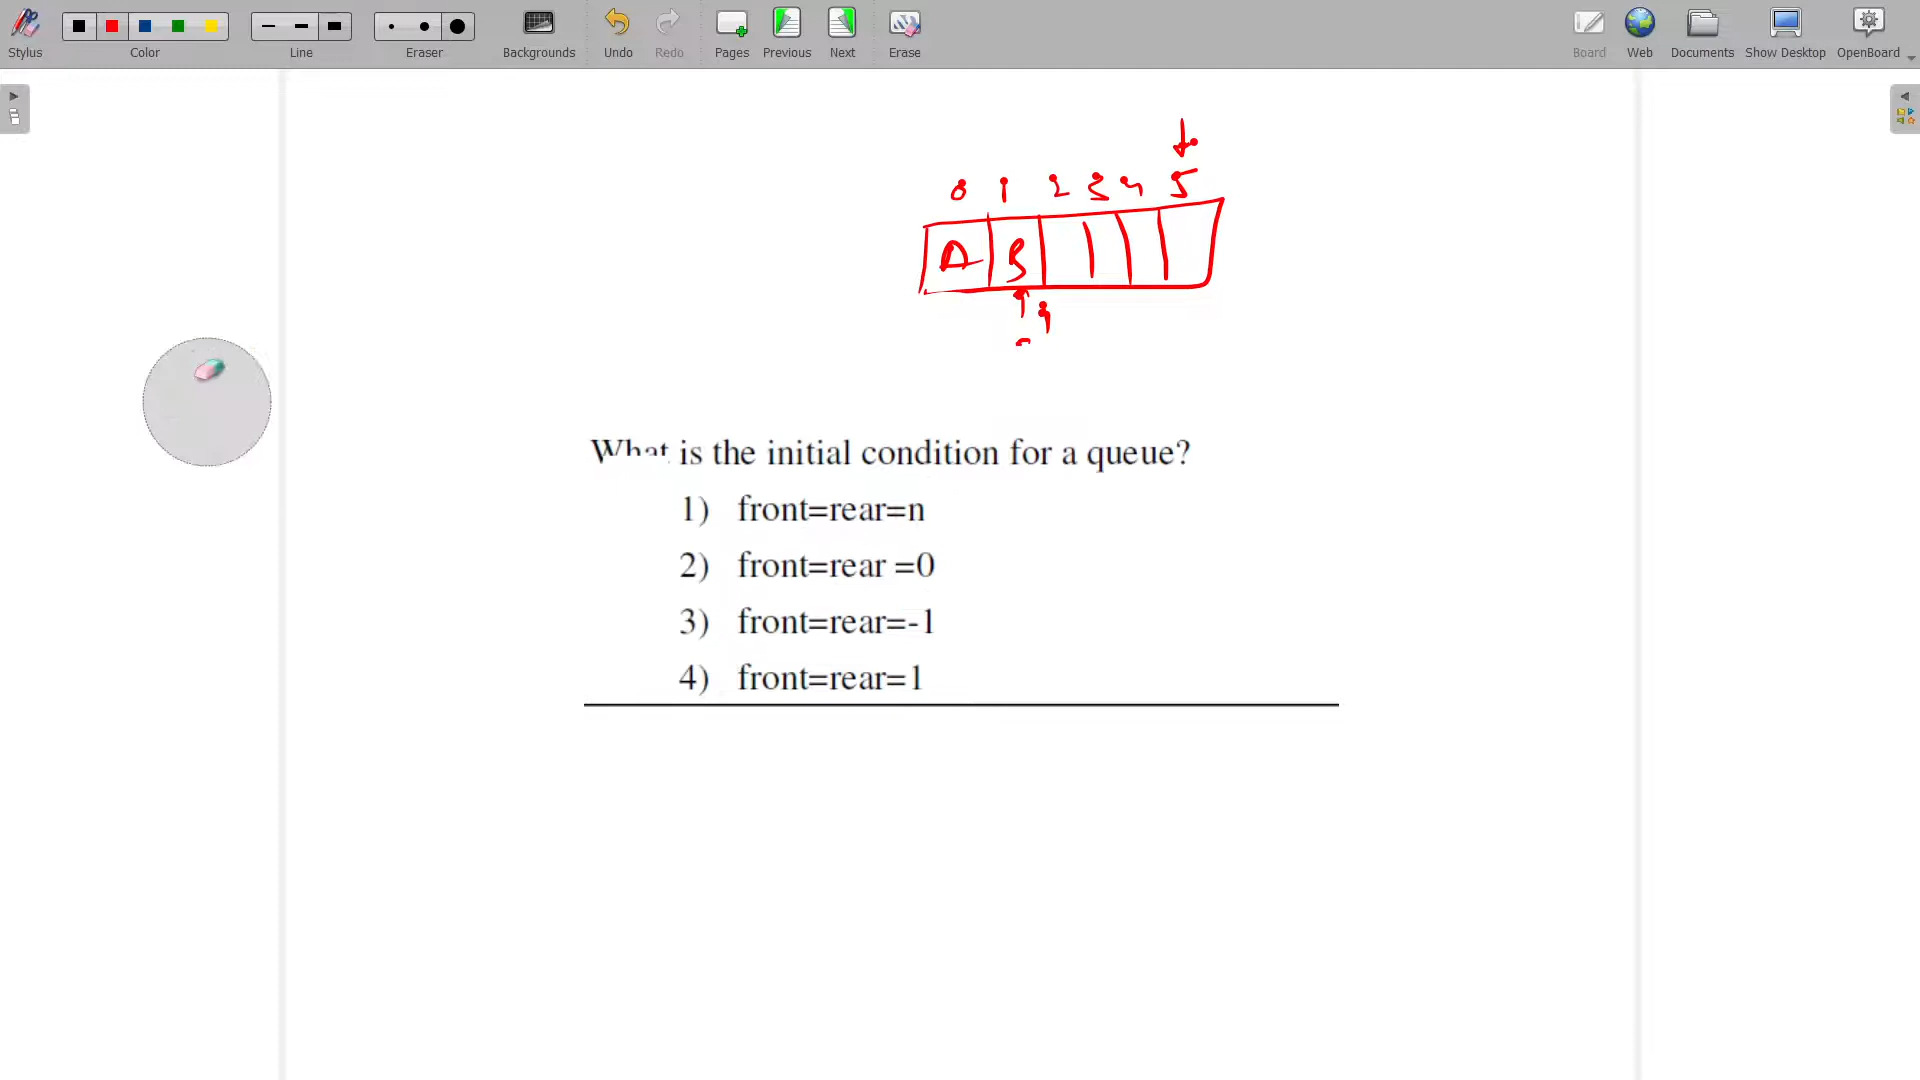 Stylus Color Line Eraser Backgrounds Undo Redo Pages Previous Next Erase Board Web Documents Show Desktop OpenBoard
0 1 2 3 4 5
A B
What is the initial condition for a queue?
1) front=rear=n
2) front=rear =0
3) front=rear=-1
4) front=rear=1